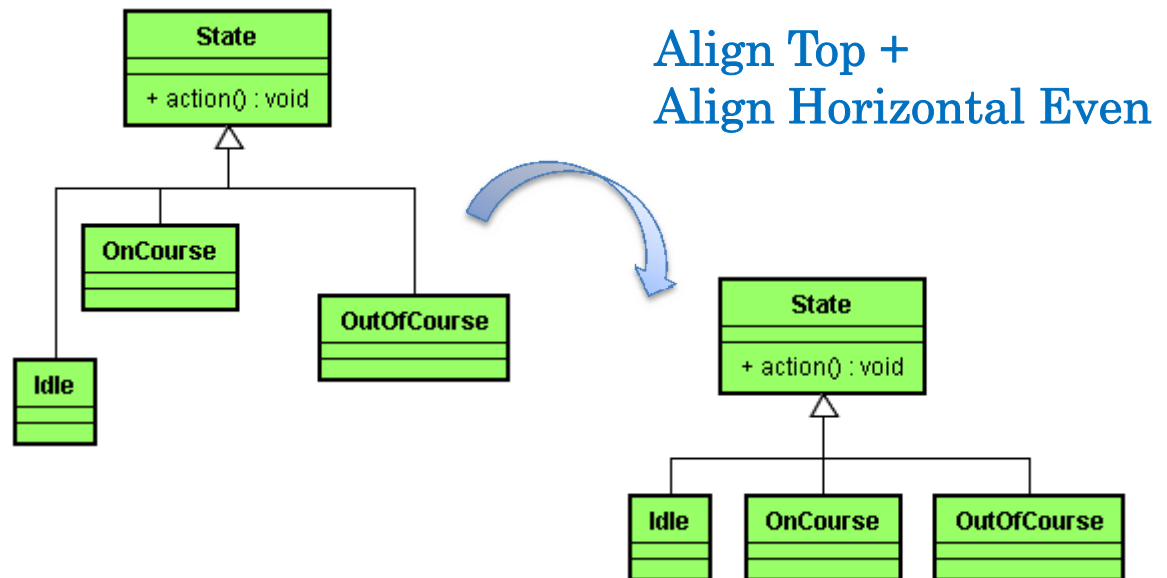 State
+ action() : void
Align Top +
Align Horizontal Even
OnCourse
OutOfCourse
Idle
State
+ action() : void
Idle
OnCourse
OutOfCourse